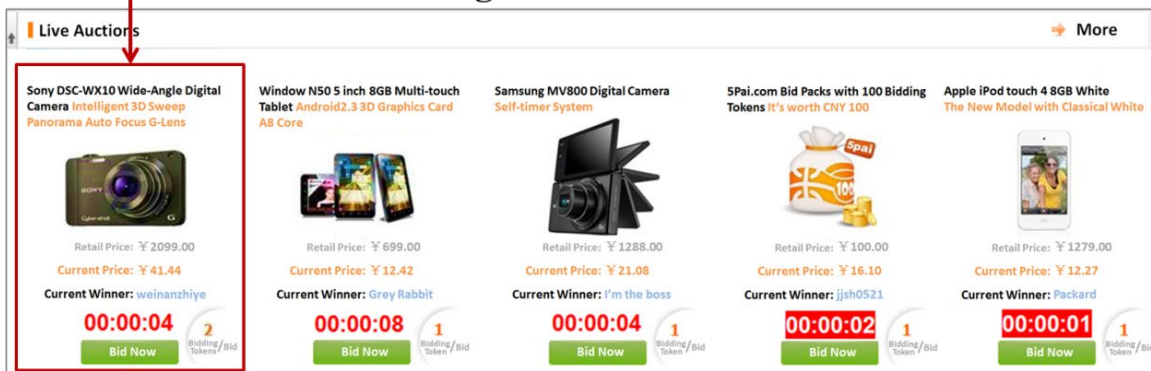 Live Auctions
More
Sony DSC-WX10 Wide-Angle Digital
Camera Intelligent 3D Sweep
Panorama Auto Focus G-Lens
SONY
Cyber-shot
G
Retail Price: ￥2099.00
Current Price: ￥41.44
Current Winner: weinanzhiye
00:00:04
2
Bidding
Tokens/Bid
Bid Now
Window N50 5 inch 8GB Multi-touch
Tablet Android2.3 3D Graphics Card
A8 Core
Retail Price: ￥699.00
Current Price: ￥12.42
Current Winner: Grey Rabbit
00:00:08
1
Bidding
Token/Bid
Bid Now
Samsung MV800 Digital Camera
Self-timer System
Retail Price: ￥1288.00
Current Price: ￥21.08
Current Winner: I'm the boss
00:00:04
1
Bidding
Token/Bid
Bid Now
5Pai.com Bid Packs with 100 Bidding
Tokens It's worth CNY 100
5pai
100
Retail Price: ￥100.00
Current Price: ￥16.10
Current Winner: jjsh0521
00:00:02
1
Bidding
Token/Bid
Bid Now
Apple iPod touch 4 8GB White
The New Model with Classical White
Retail Price: ￥1279.00
Current Price: ￥12.27
Current Winner: Packard
00:00:01
1
Bidding
Token/Bid
Bid Now